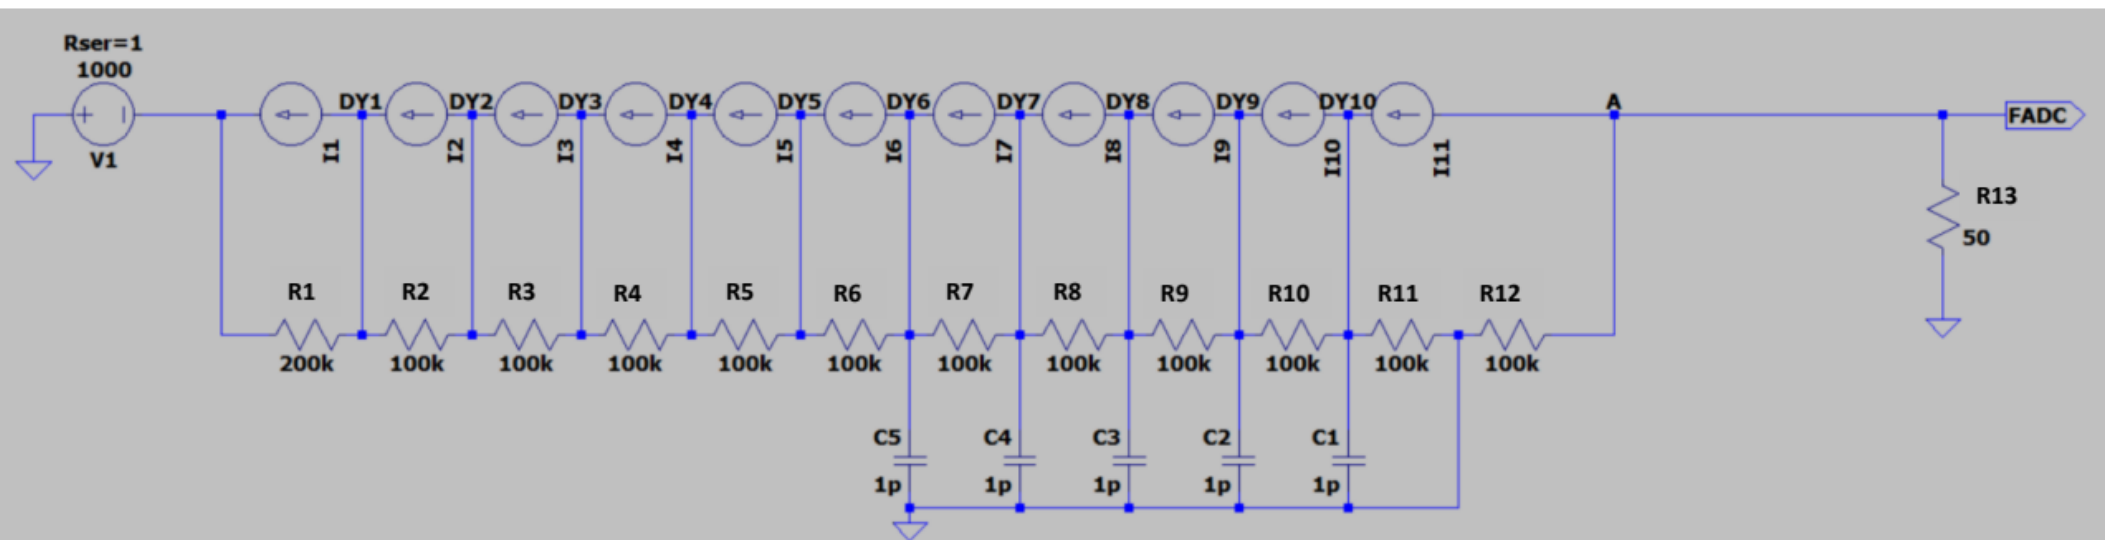 Rser=1
1000
V1
DY1 DY2 DY3 DY4 DY5 DY6 DY7 DY8 DY9 DY10 A
FADC
I1 I2 I3 I4 I5 I6 I7 I8 I9 I10 I11
R13
50
R1 R2 R3 R4 R5 R6 R7 R8 R9 R10 R11 R12
200k 100k 100k 100k 100k 100k 100k 100k 100k 100k 100k 100k
C5 C4 C3 C2 C1
1p 1p 1p 1p 1p